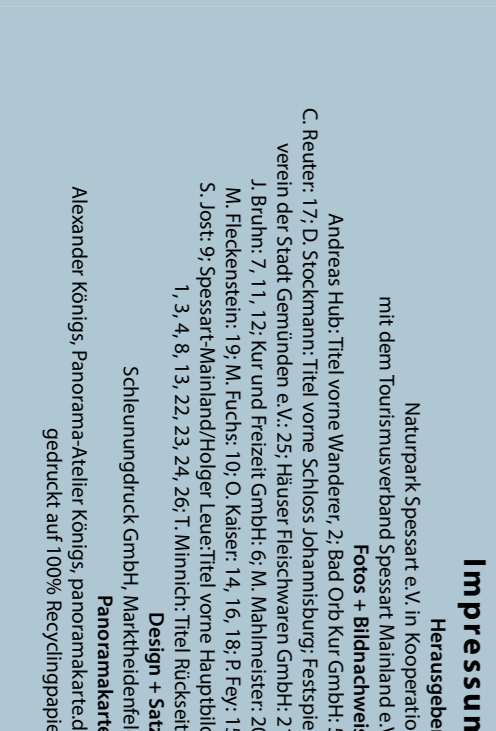 Impressun
Herausgeber
Naturpark Spessart e.V. in Kooperatio
mit dem Tourismusverband Spessart Mainland e.V
Fotos + Bildnachweis
Andreas Hub: Titel vorne Wanderer, 2; Bad Orb Kur GmbH: 5
C. Reuter: 17; D. Stockmann: Titel vorne Schloss Johannisburg; Festspie
verein der Stadt Gemünden e.V.: 25; Häuser Fleischwaren GmbH: 21
J. Bruhn: 7, 11, 12; Kur und Freizeit GmbH: 6; M. Mahlmeister: 20
M. Fleckenstein: 19; M. Fuchs: 10; O. Kaiser: 14, 16, 18; P. Fey: 15
S. Jost: 9; Spessart-Mainland/Holger Leue:Titel vorne Hauptbild
1, 3, 4, 8, 13, 22, 23, 24, 26; T. Minnich: Titel Rückseit
Design + Satz
Schleunungdruck GmbH, Marktheidenfel
Panoramakarte
Alexander Königs, Panorama-Atelier Königs, panoramakarte.d
gedruckt auf 100% Recyclingpapie